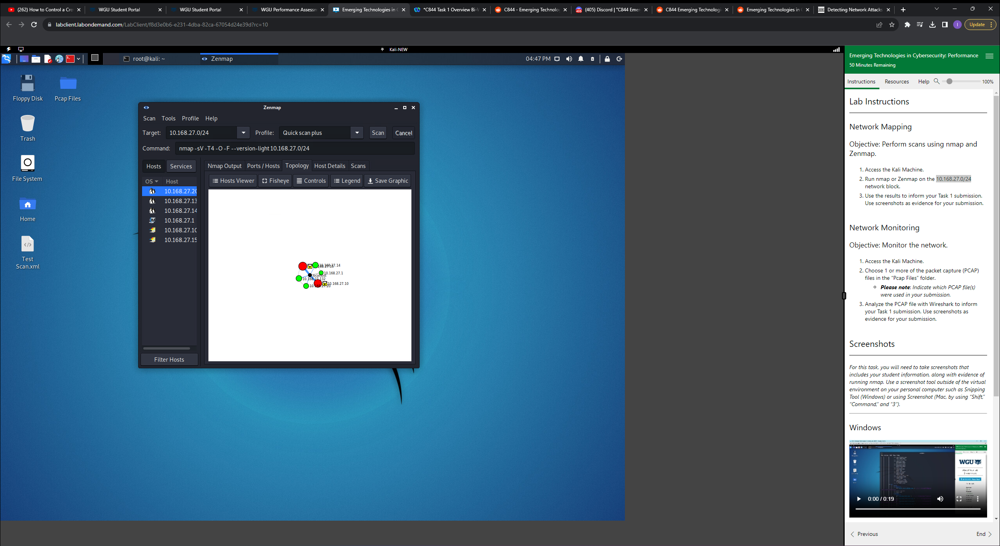 (262) How to Control a Cro
WGU Student Portal
WGU Student Portal
WGU Performance Assessm
Emerging Technologies in C
*C844 Task 1 Overview Bi-W
C844 - Emerging Technolog
(405) Discord | "C844 Emer
C844 Emerging Technologi
Emerging Technologies in C
Detecting Network Attacks
labclient.labondemand.com/LabClient/f8d3e0b6-e231-4dba-82ca-67054d24e39d?rc=10
I
Update
Kali-NEW
root@kali: ~
Zenmap
04:47 PM
Floppy Disk
Pcap Files
Trash
File System
Home
Test
Scan.xml
Zenmap
Scan Tools Profile Help
Target: 10.168.27.0/24 Profile: Quick scan plus Scan Cancel
Command: nmap -sV -T4 -O -F --version-light 10.168.27.0/24
Hosts Services
Nmap Output Ports / Hosts Topology Host Details Scans
OS Host
Hosts Viewer Fisheye Controls Legend Save Graphic
10.168.27.20
10.168.27.13
10.168.27.14
10.168.27.1
10.168.27.10
10.168.27.15
10.168.27.14
168.27.15
10.168.27.1
localhost
10.168.27.132
10.168.27.10
10.168.27.20
Filter Hosts
Emerging Technologies in Cybersecurity: Performance
50 Minutes Remaining
Instructions Resources Help 100%
Lab Instructions
Network Mapping
Objective: Perform scans using nmap and
Zenmap.
1. Access the Kali Machine.
2. Run nmap or Zenmap on the 10.168.27.0/24
network block.
3. Use the results to inform your Task 1 submission.
Use screenshots as evidence for your submission.
Network Monitoring
Objective: Monitor the network.
1. Access the Kali Machine.
2. Choose 1 or more of the packet capture (PCAP)
files in the “Pcap Files” folder.
Please note: Indicate which PCAP file(s)
were used in your submission.
3. Analyze the PCAP file with Wireshark to inform
your Task 1 submission. Use screenshots as
evidence for your submission.
Screenshots
For this task, you will need to take screenshots that
includes your student information, along with evidence of
running nmap. Use a screenshot tool outside of the virtual
environment on your personal computer such as Snipping
Tool (Windows) or using Screenshot (Mac, by using “Shift,”
“Command,” and “3”).
Windows
WGU
About Your Lab
Environment
0:00 / 0:19
Previous
End